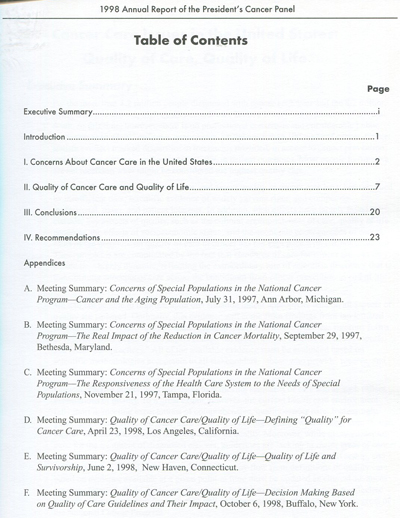 1998 Annual Report of the President's Cancer Panel
Table of Contents
Page
Executive Summary...i
Introduction...1
I. Concerns About Cancer Care in the United States...2
II. Quality of Cancer Care and Quality of Life...7
III. Conclusions...20
IV. Recommendations...23
Appendices
A. Meeting Summary: Concerns of Special Populations in the National Cancer
Program—Cancer and the Aging Population, July 31, 1997, Ann Arbor, Michigan.
B. Meeting Summary: Concerns of Special Populations in the National Cancer
Program—The Real Impact of the Reduction in Cancer Mortality, September 29, 1997,
Bethesda, Maryland.
C. Meeting Summary: Concerns of Special Populations in the National Cancer
Program—The Responsiveness of the Health Care System to the Needs of Special
Populations, November 21, 1997, Tampa, Florida.
D. Meeting Summary: Quality of Cancer Care/Quality of Life—Defining "Quality" for
Cancer Care, April 23, 1998, Los Angeles, California.
E. Meeting Summary: Quality of Cancer Care/Quality of Life—Quality of Life and
Survivorship, June 2, 1998, New Haven, Connecticut.
F. Meeting Summary: Quality of Cancer Care/Quality of Life—Decision Making Based
on Quality of Care Guidelines and Their Impact, October 6, 1998, Buffalo, New York.